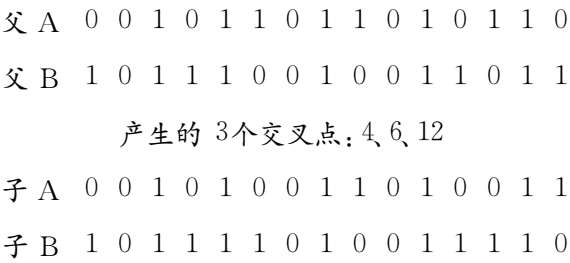 父 A 0 0 1 0 1 1 0 1 1 0 1 0 1 1 0
父 B 1 0 1 1 1 0 0 1 0 0 1 1 0 1 1
产生的 3个交叉点:4、6、12
子 A 0 0 1 0 1 0 0 1 1 0 1 0 0 1 1
子 B 1 0 1 1 1 1 0 1 0 0 1 1 1 1 0